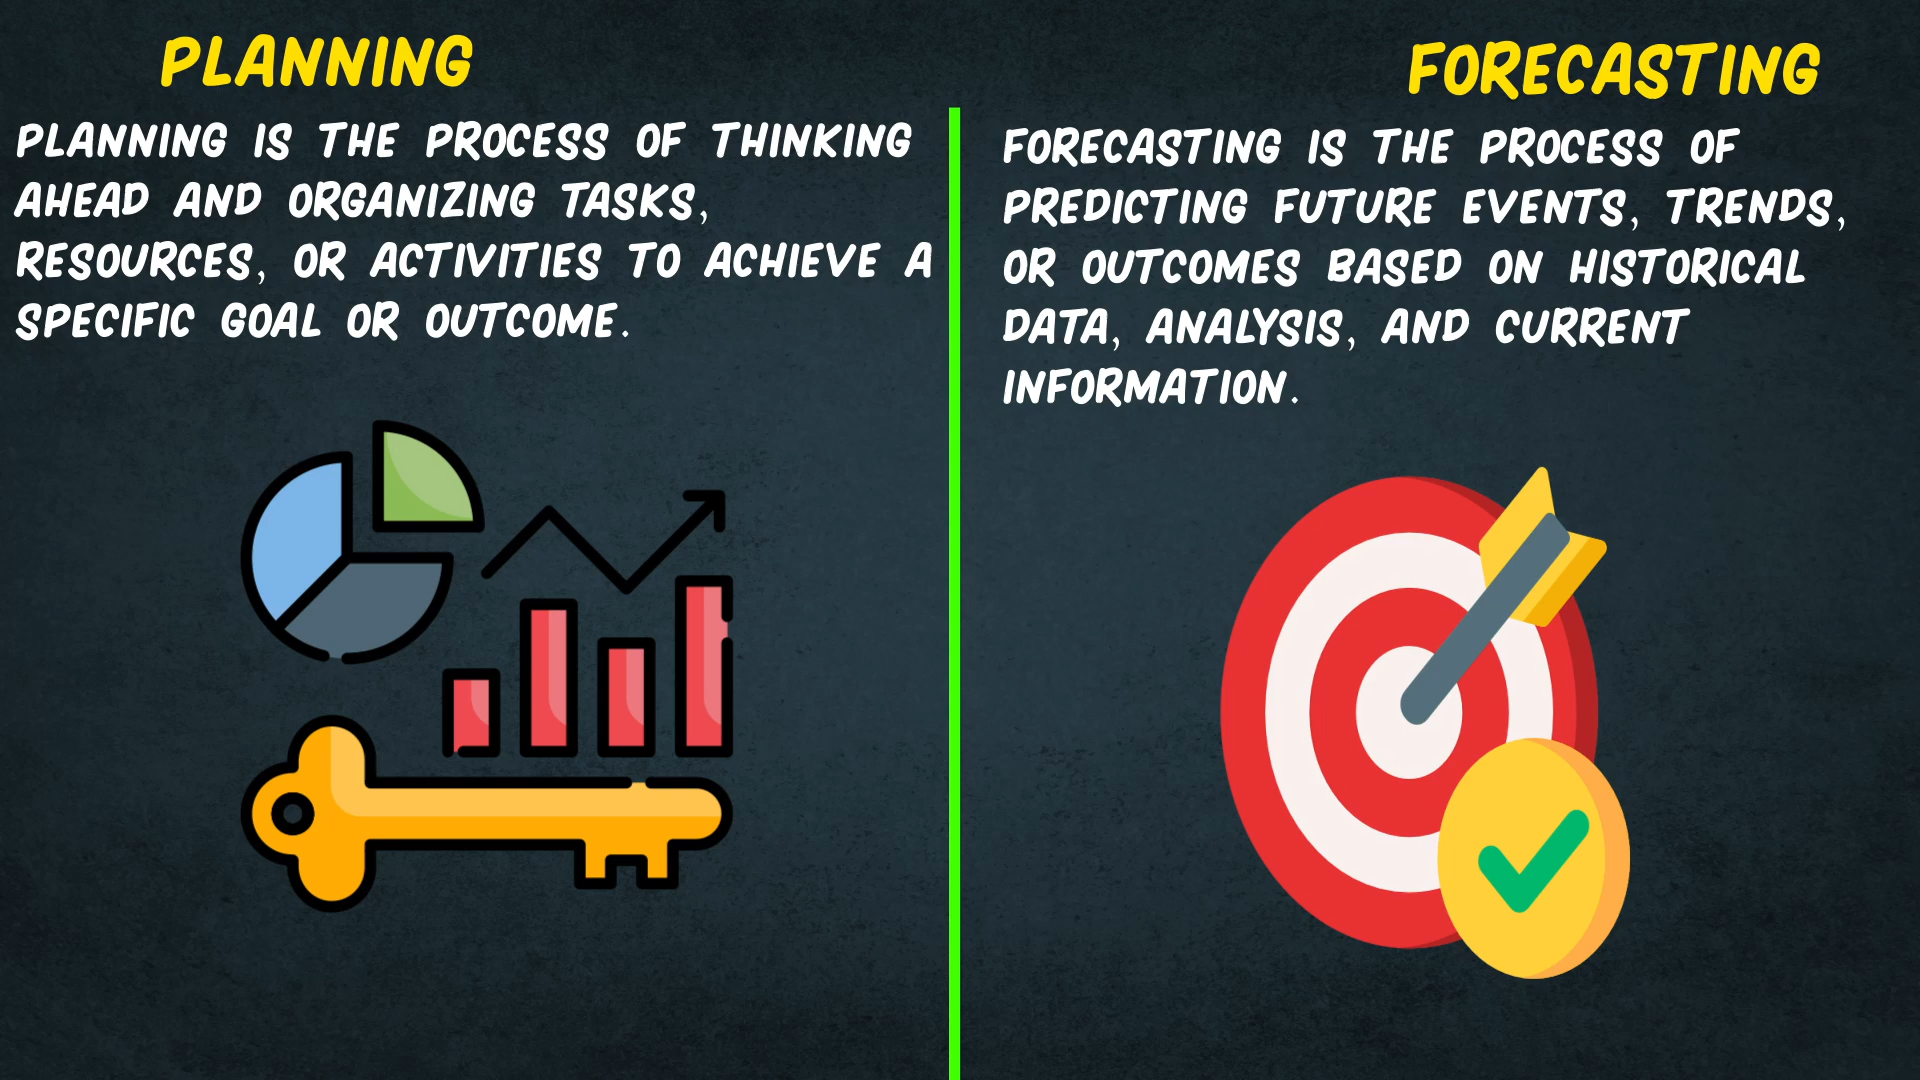 PLANNING
PLANNING IS THE PROCESS OF THINKING
AHEAD AND ORGANIZING TASKS,
RESOURCES, OR ACTIVITIES TO ACHIEVE A
SPECIFIC GOAL OR OUTCOME.
FORECASTING
FORECASTING IS THE PROCESS OF
PREDICTING FUTURE EVENTS, TRENDS,
OR OUTCOMES BASED ON HISTORICAL
DATA, ANALYSIS, AND CURRENT
INFORMATION.